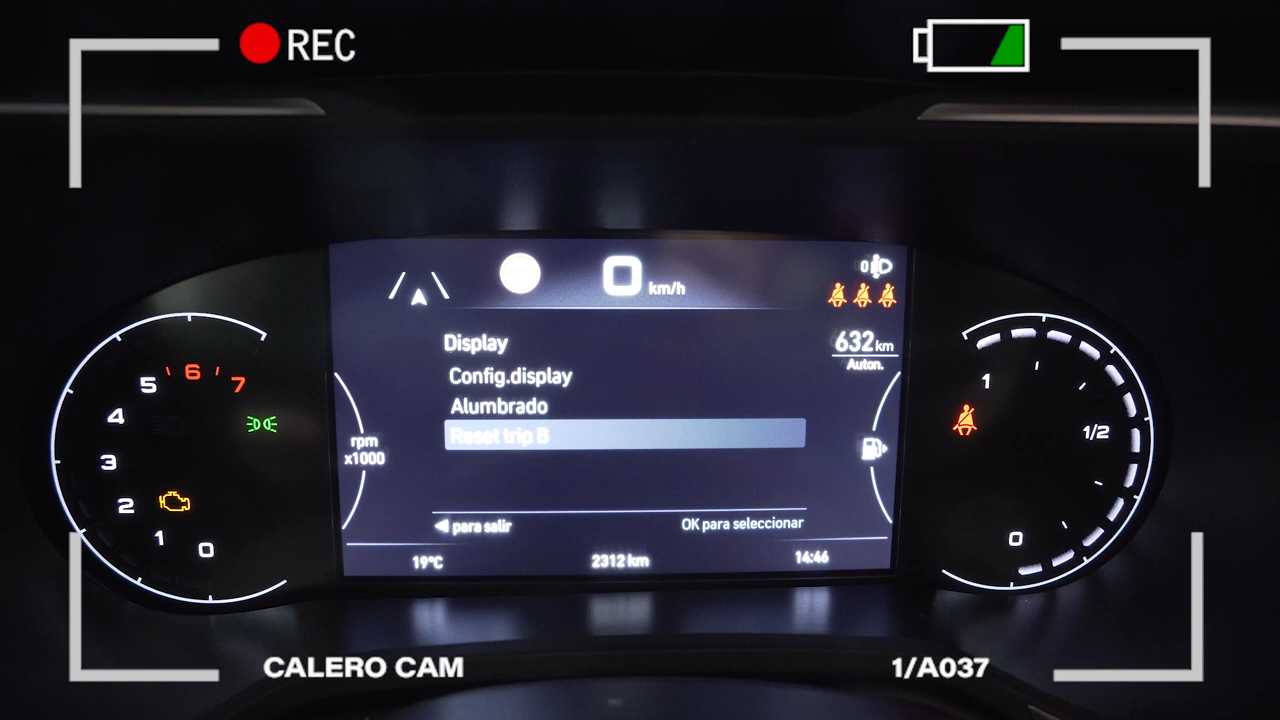 REC
0 km/h
632 km
Auton.
Display
Config.display
Alumbrado
Reset trip B
◀ para salir
OK para seleccionar
19°C
2312 km
14:46
rpm
x1000
7
6
5
4
3
2
1
0
1
1/2
0
CALERO CAM
1/A037